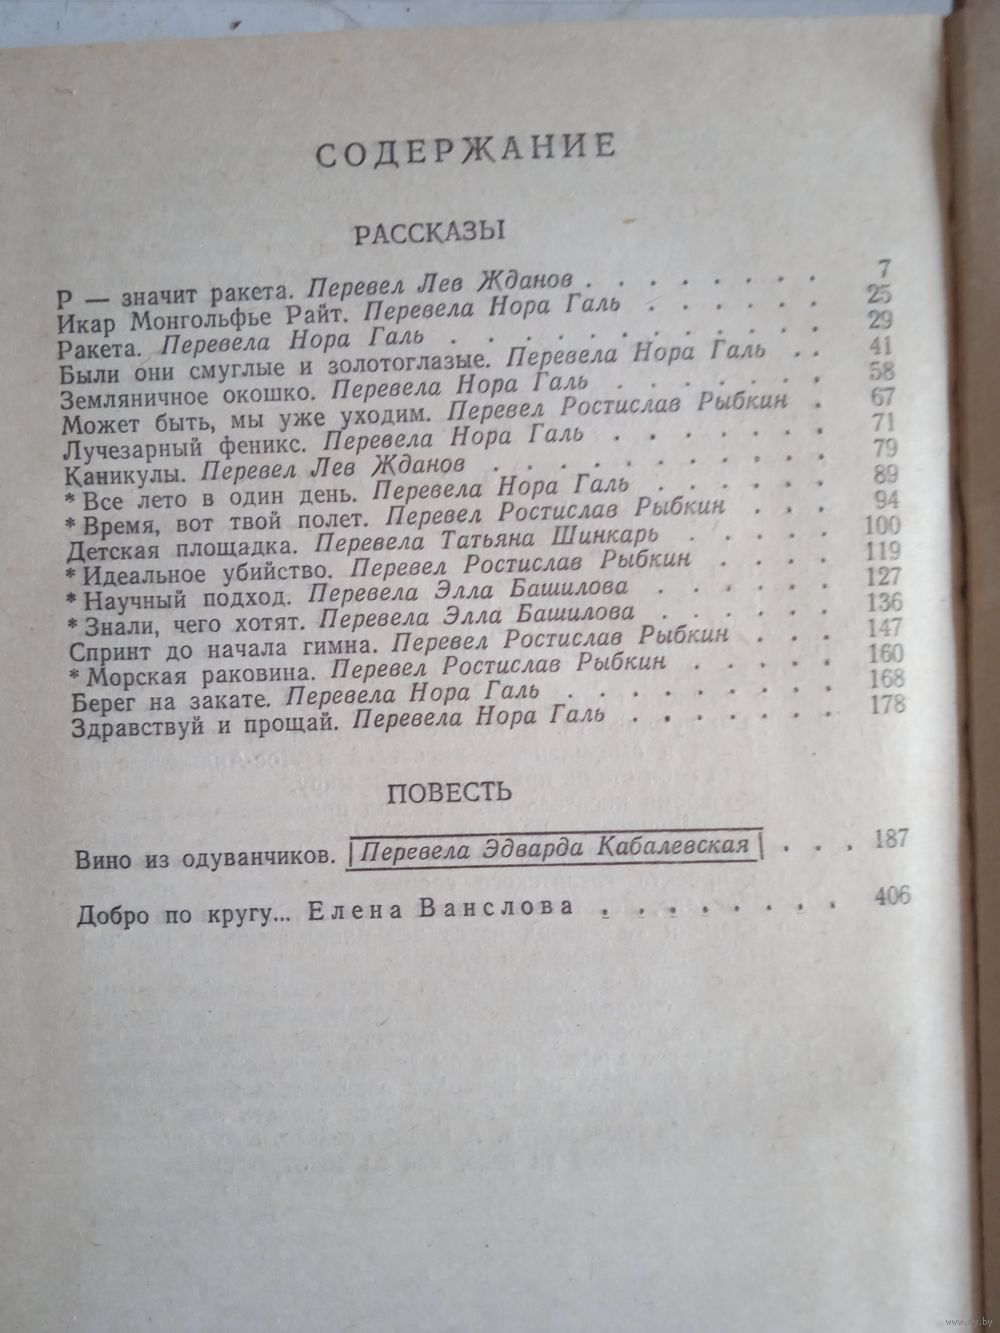 СОДЕРЖАНИЕ
РАССКАЗЫ
Р — значит ракета. Перевел Лев Жданов . . . . . . . . 7
Икар Монгольфье Райт. Перевела Нора Галь . . . . . . 25
Ракета. Перевела Нора Галь . . . . . . . . . . . 29
Были они смуглые и золотоглазые. Перевела Нора Галь . . 41
Земляничное окошко. Перевела Нора Галь . . . . . . . 58
Может быть, мы уже уходим. Перевел Ростислав Рыбкин . 67
Лучезарный феникс. Перевела Нора Галь . . . . . . . 71
Каникулы. Перевел Лев Жданов . . . . . . . . . . . 79
* Все лето в один день. Перевела Нора Галь . . . . . . 89
* Время, вот твой полет. Перевел Ростислав Рыбкин . . . 94
Детская площадка. Перевела Татьяна Шинкарь . . . . . 100
* Идеальное убийство. Перевел Ростислав Рыбкин . . . . 119
* Научный подход. Перевела Элла Башилова . . . . . . 127
* Знали, чего хотят. Перевела Элла Башилова . . . . . . 136
Спринт до начала гимна. Перевел Ростислав Рыбкин . . . 147
* Морская раковина. Перевел Ростислав Рыбкин . . . . . 160
Берег на закате. Перевела Нора Галь . . . . . . . . 168
Здравствуй и прощай. Перевела Нора Галь . . . . . . . 178
ПОВЕСТЬ
Вино из одуванчиков. Перевела Эдварда Кабалевская . . . 187
Добро по кругу... Елена Ванслова . . . . . . . . 406